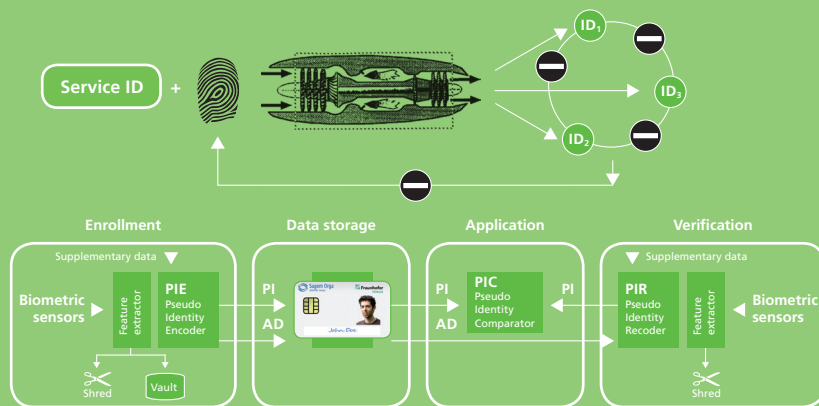 Service ID
+
ID1
ID3
ID2
Enrollment
Data storage
Application
Verification
Supplementary data
Supplementary data
Biometric
sensors
Feature
extractor
PIE
Pseudo
Identity
Encoder
Shred
Vault
PI
AD
Sagem Orga
Fraunhofer
John Doe
PI
AD
PIC
Pseudo
Identity
Comparator
PI
PIR
Pseudo
Identity
Recoder
Feature
extractor
Biometric
sensors
Shred